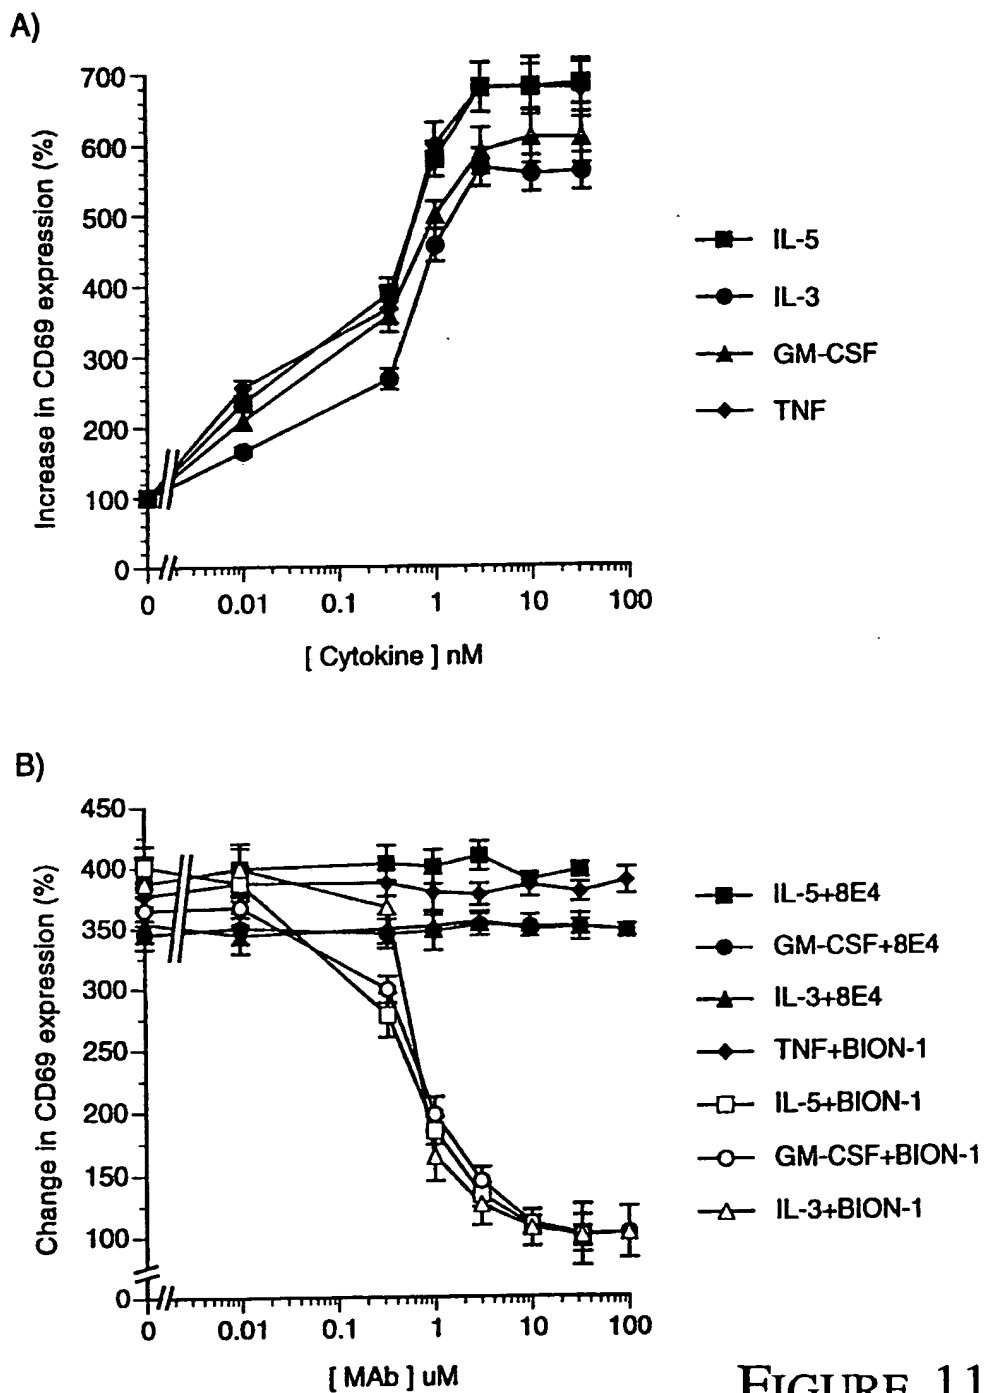 A)
Increase in CD69 expression (%)
700
600
500
400
300
200
100
0
0 0.01 0.1 1 10 100
[ Cytokine ] nM
IL-5
IL-3
GM-CSF
TNF
B)
Change in CD69 expression (%)
450
400
350
300
250
200
150
100
0
0 0.01 0.1 1 10 100
[ MAb ] uM
IL-5+8E4
GM-CSF+8E4
IL-3+8E4
TNF+BION-1
IL-5+BION-1
GM-CSF+BION-1
IL-3+BION-1
FIGURE 11